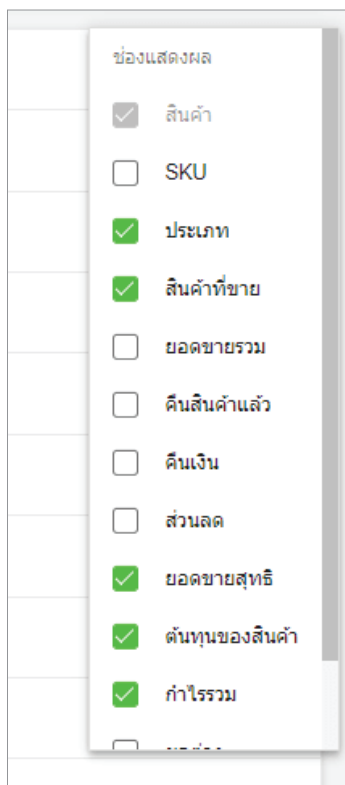 ช่องแสดงผล
สินค้า
SKU
ประเภท
สินค้าที่ขาย
ยอดขายรวม
คืนสินค้าแล้ว
คืนเงิน
ส่วนลด
ยอดขายสุทธิ
ต้นทุนของสินค้า
กำไรรวม